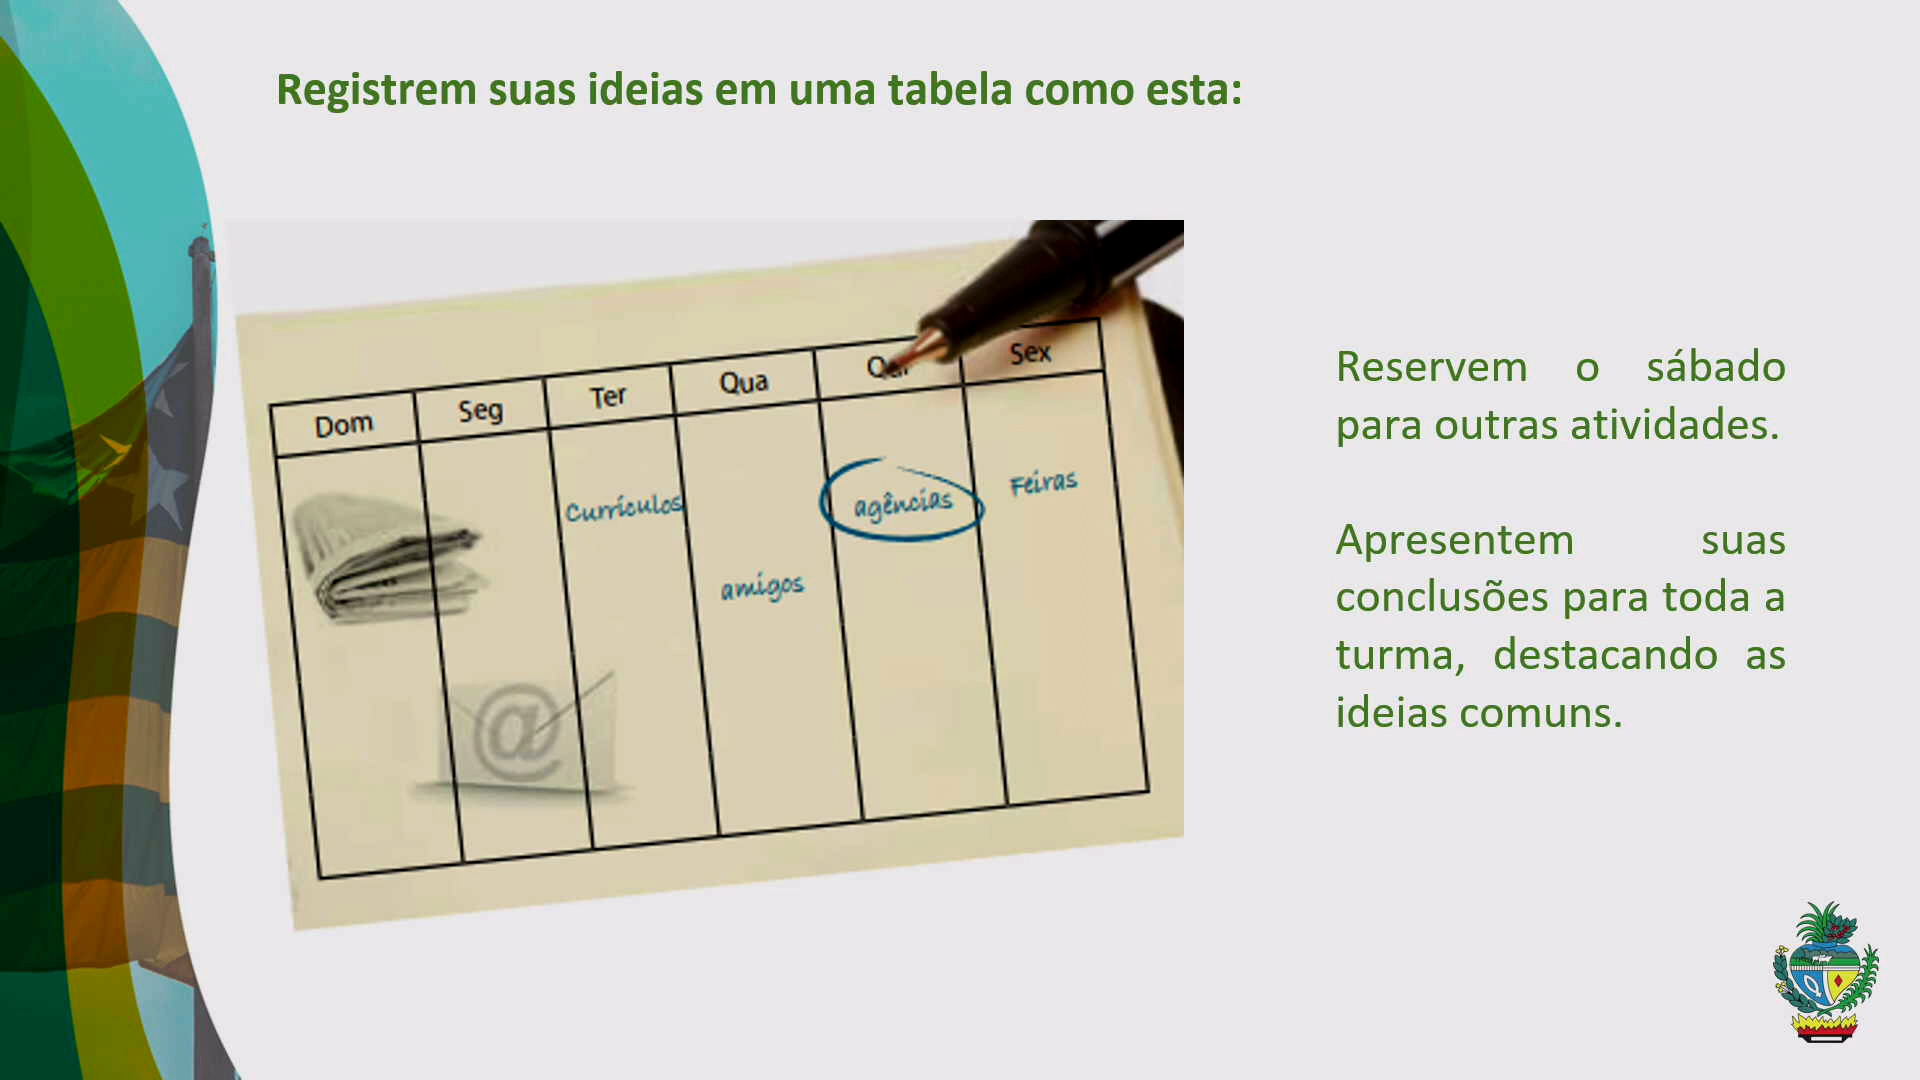 Registrem suas ideias em uma tabela como esta:
Dom Seg Ter Qua Sex
Currículos agências Feiras
amigos
@
Reservem o sábado
para outras atividades.
Apresentem suas
conclusões para toda a
turma, destacando as
ideias comuns.